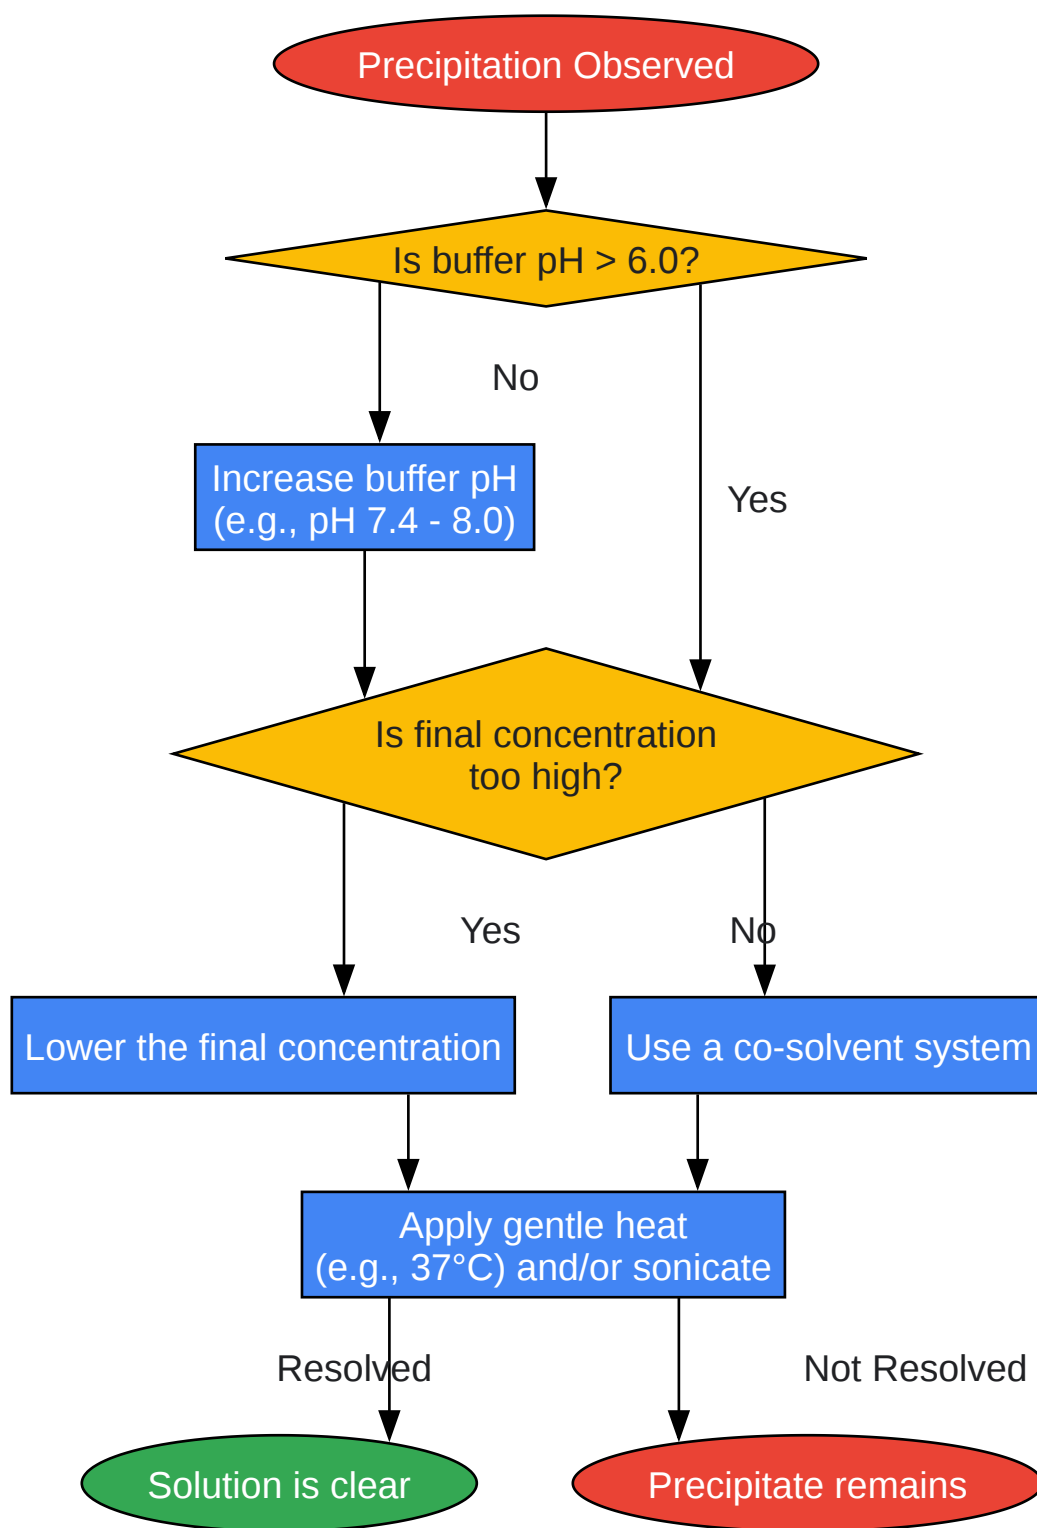 Precipitation Observed
Is buffer pH > 6.0?
No
Increase buffer pH
(e.g., pH 7.4 - 8.0)
Yes
Is final concentration
too high?
Yes
No
Lower the final concentration
Use a co-solvent system
Apply gentle heat
(e.g., 37°C) and/or sonicate
Resolved
Not Resolved
Solution is clear
Precipitate remains